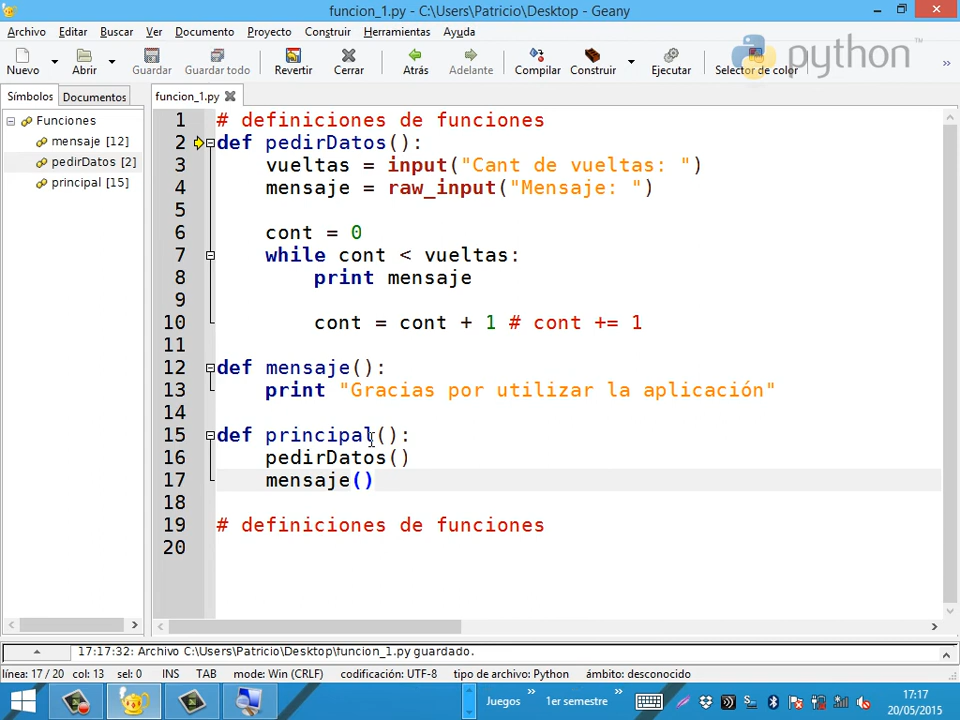 funcion_1.py - C:\Users\Patricio\Desktop - Geany
Archivo Editar Buscar Ver Documento Proyecto Construir Herramientas Ayuda
Nuevo Abrir Guardar Guardar todo Revertir Cerrar Atrás Adelante Compilar Construir Ejecutar Selector de color »
python™
Símbolos Documentos funcion_1.py
Funciones
mensaje [12]
pedirDatos [2]
principal [15]
1 # definiciones de funciones
2 def pedirDatos():
3 vueltas = input("Cant de vueltas: ")
4 mensaje = raw_input("Mensaje: ")
5
6 cont = 0
7 while cont < vueltas:
8 print mensaje
9
10 cont = cont + 1 # cont += 1
11
12 def mensaje():
13 print "Gracias por utilizar la aplicación"
14
15 def principal():
16 pedirDatos()
17 mensaje()
18
19 # definiciones de funciones
20
17:17:32: Archivo C:\Users\Patricio\Desktop\funcion_1.py guardado.
línea: 17 / 20 col: 13 sel: 0 INS TAB mode: Win (CRLF) codificación: UTF-8 tipo de archivo: Python ámbito: desconocido
Juegos » 1er semestre » 17:17
20/05/2015